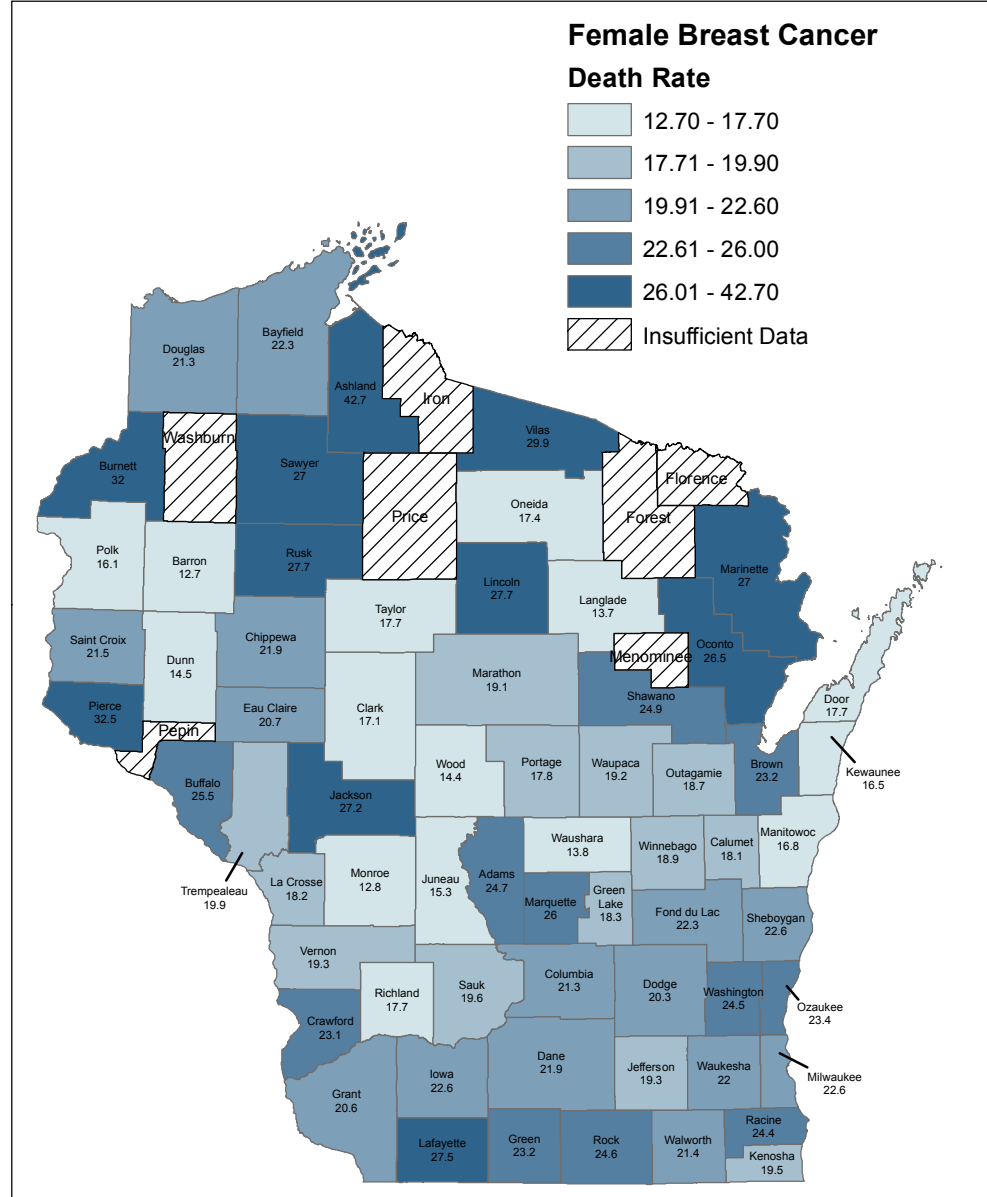 Female Breast Cancer
Death Rate
12.70 - 17.70
17.71 - 19.90
19.91 - 22.60
22.61 - 26.00
26.01 - 42.70
Insufficient Data
Douglas
21.3
Bayfield
22.3
Ashland
42.7
Iron
Vilas
29.9
Washburn
Burnett
32
Sawyer
27
Price
Oneida
17.4
Florence
Forest
Marinette
27
Polk
16.1
Barron
12.7
Rusk
27.7
Lincoln
27.7
Langlade
13.7
Taylor
17.7
Oconto
26.5
Menominee
Saint Croix
21.5
Dunn
14.5
Chippewa
21.9
Marathon
19.1
Shawano
24.9
Door
17.7
Pierce
32.5
Pepin
Eau Claire
20.7
Clark
17.1
Wood
14.4
Portage
17.8
Waupaca
19.2
Outagamie
18.7
Brown
23.2
Kewaunee
16.5
Buffalo
25.5
Jackson
27.2
Trempealeau
19.9
La Crosse
18.2
Monroe
12.8
Juneau
15.3
Adams
24.7
Waushara
13.8
Winnebago
18.9
Calumet
18.1
Manitowoc
16.8
Marquette
26
Green
Lake
18.3
Fond du Lac
22.3
Sheboygan
22.6
Vernon
19.3
Richland
17.7
Sauk
19.6
Columbia
21.3
Dodge
20.3
Washington
24.5
Ozaukee
23.4
Crawford
23.1
Grant
20.6
Iowa
22.6
Dane
21.9
Jefferson
19.3
Waukesha
22
Milwaukee
22.6
Lafayette
27.5
Green
23.2
Rock
24.6
Walworth
21.4
Racine
24.4
Kenosha
19.5